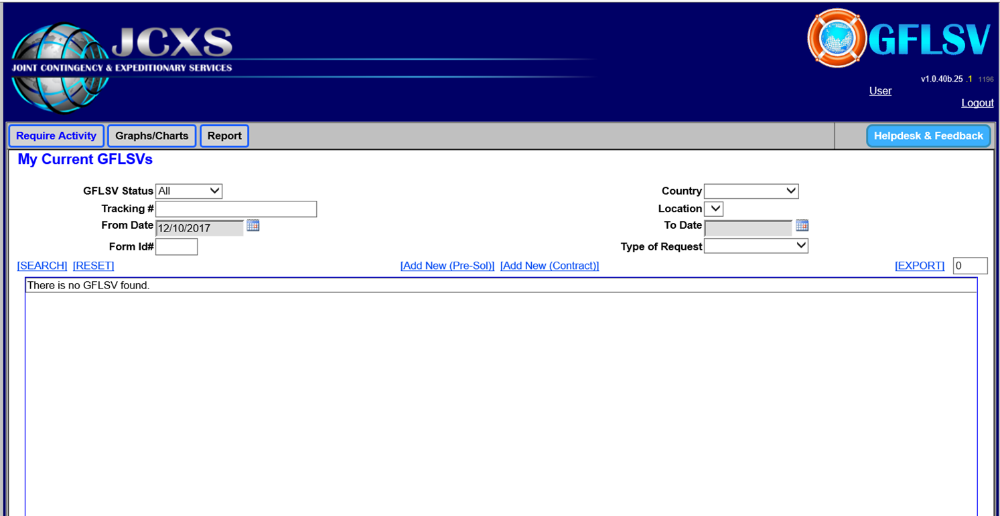 JCXS
JOINT CONTINGENCY & EXPEDITIONARY SERVICES
GFLSV
v1.0.40b.25 .1 1196
User
Logout
Require Activity Graphs/Charts Report Helpdesk & Feedback
My Current GFLSVs
GFLSV Status All Country
Tracking # Location
From Date 12/10/2017 To Date
Form Id# Type of Request
[SEARCH] [RESET] [Add New (Pre-Sol)] [Add New (Contract)] [EXPORT] 0
There is no GFLSV found.